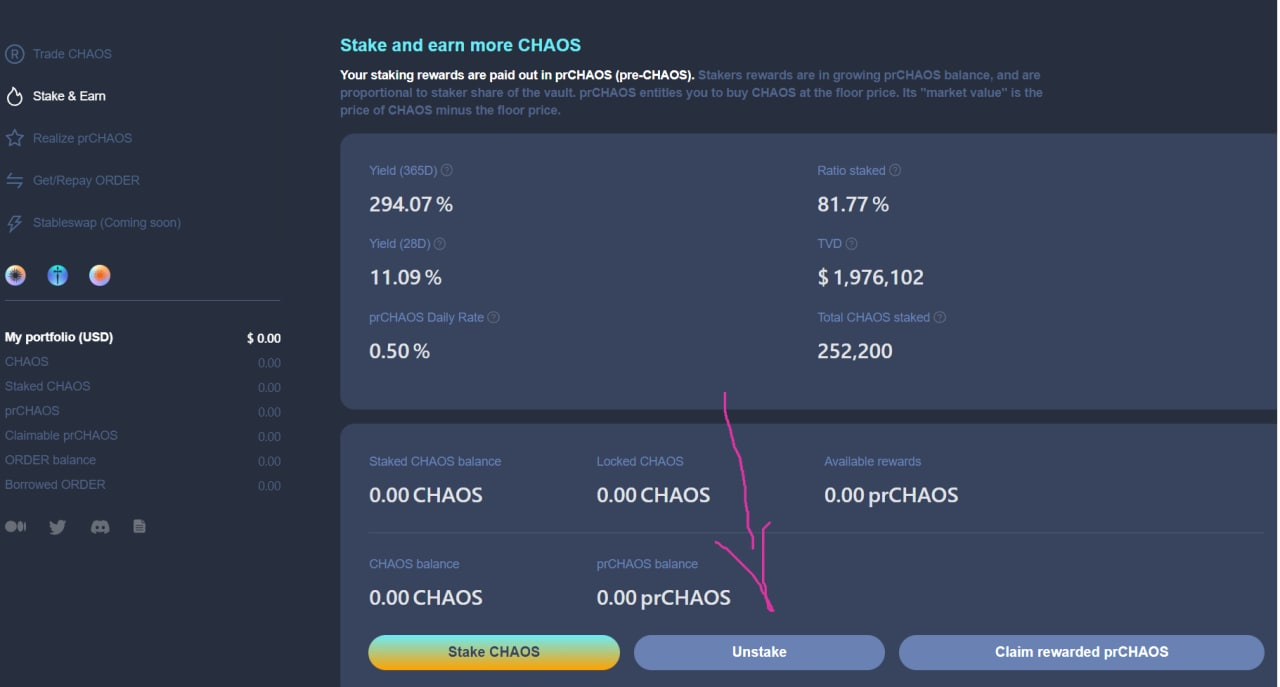 Trade CHAOS
Stake & Earn
Realize prCHAOS
Get/Repay ORDER
Stableswap (Coming soon)
My portfolio (USD) $ 0.00
CHAOS 0.00
Staked CHAOS 0.00
prCHAOS 0.00
Claimable prCHAOS 0.00
ORDER balance 0.00
Borrowed ORDER 0.00
Stake and earn more CHAOS
Your staking rewards are paid out in prCHAOS (pre-CHAOS). Stakers rewards are in growing prCHAOS balance, and are
proportional to staker share of the vault. prCHAOS entitles you to buy CHAOS at the floor price. Its "market value" is the
price of CHAOS minus the floor price.
Yield (365D) Ratio staked
294.07 % 81.77 %
Yield (28D) TVD
11.09 % $ 1,976,102
prCHAOS Daily Rate Total CHAOS staked
0.50 % 252,200
Staked CHAOS balance Locked CHAOS Available rewards
0.00 CHAOS 0.00 CHAOS 0.00 prCHAOS
CHAOS balance prCHAOS balance
0.00 CHAOS 0.00 prCHAOS
Stake CHAOS Unstake Claim rewarded prCHAOS